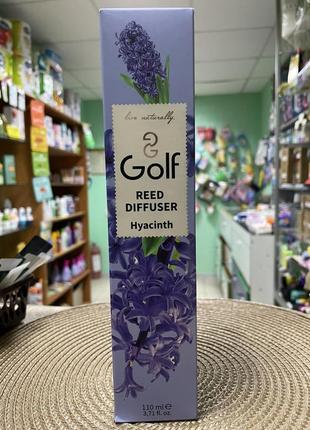 live naturally.
Golf
REED
DIFFUSER
Hyacinth
110 ml ℮
3,71 fl. oz.